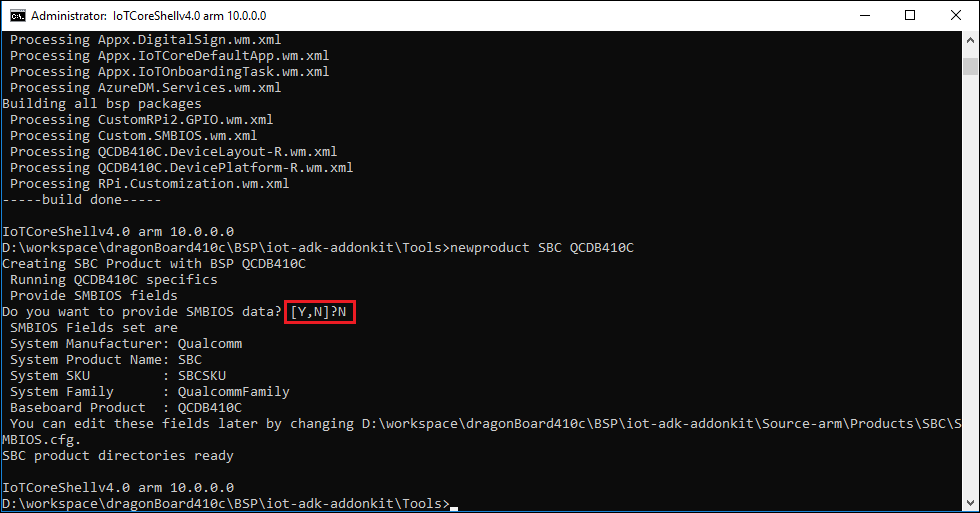 Administrator: IoTCoreShellv4.0 arm 10.0.0.0
Processing Appx.DigitalSign.wm.xml
Processing Appx.IoTCoreDefaultApp.wm.xml
Processing Appx.IoTOnboardingTask.wm.xml
Processing AzureDM.Services.wm.xml
Building all bsp packages
Processing CustomRPi2.GPIO.wm.xml
Processing Custom.SMBIOS.wm.xml
Processing QCDB410C.DeviceLayout-R.wm.xml
Processing QCDB410C.DevicePlatform-R.wm.xml
Processing RPi.Customization.wm.xml
-----build done-----
IoTCoreShellv4.0 arm 10.0.0.0
D:\workspace\dragonBoard410c\BSP\iot-adk-addonkit\Tools>newproduct SBC QCDB410C
Creating SBC Product with BSP QCDB410C
Running QCDB410C specifics
Provide SMBIOS fields
Do you want to provide SMBIOS data? [Y,N]?N
SMBIOS Fields set are
System Manufacturer: Qualcomm
System Product Name: SBC
System SKU         : SBCSKU
System Family      : QualcommFamily
Baseboard Product  : QCDB410C
You can edit these fields later by changing D:\workspace\dragonBoard410c\BSP\iot-adk-addonkit\Source-arm\Products\SBC\S
MBIOS.cfg.
SBC product directories ready
IoTCoreShellv4.0 arm 10.0.0.0
D:\workspace\dragonBoard410c\BSP\iot-adk-addonkit\Tools>